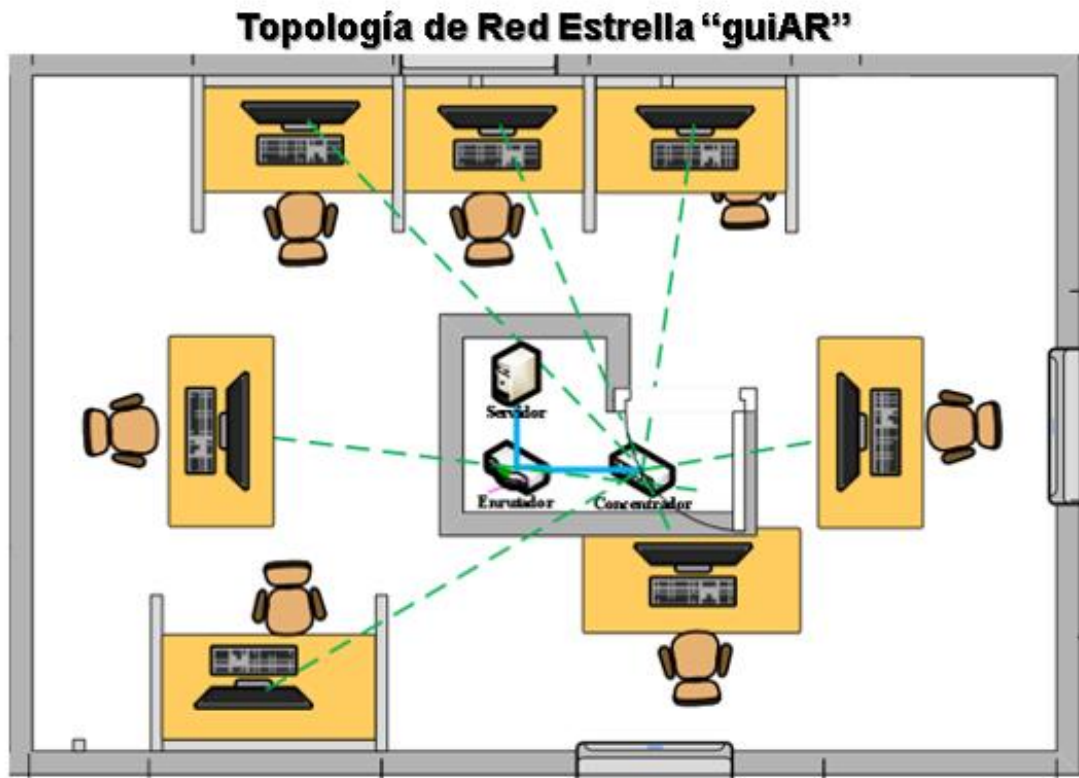 Topología de Red Estrella “guiAR”
Servidor
Enrutador
Concentrador